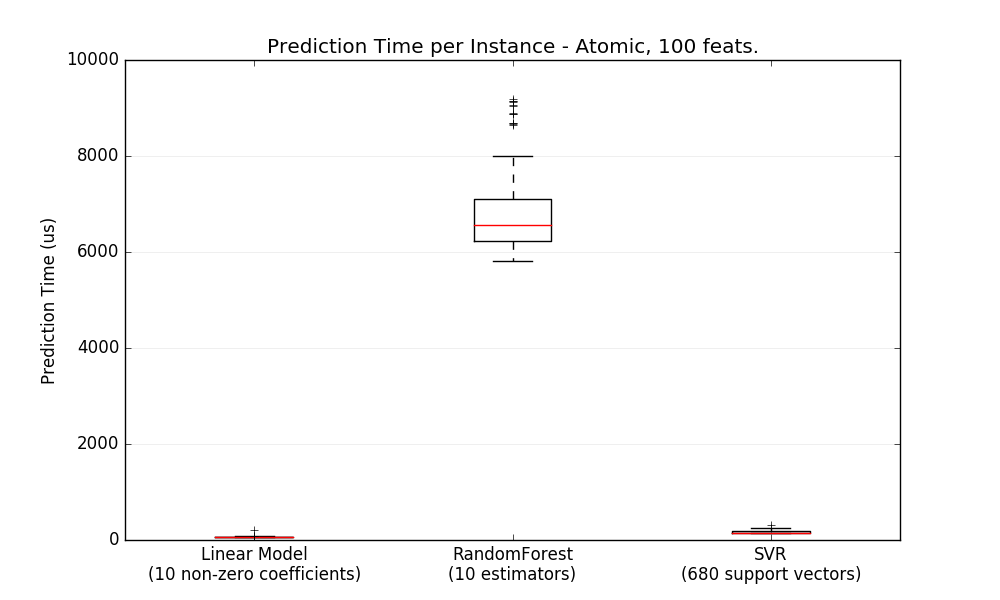 Prediction Time per Instance - Atomic, 100 feats.
10000
8000
6000
4000
2000
0
Prediction Time (us)
Linear Model
(10 non-zero coefficients)
RandomForest
(10 estimators)
SVR
(680 support vectors)